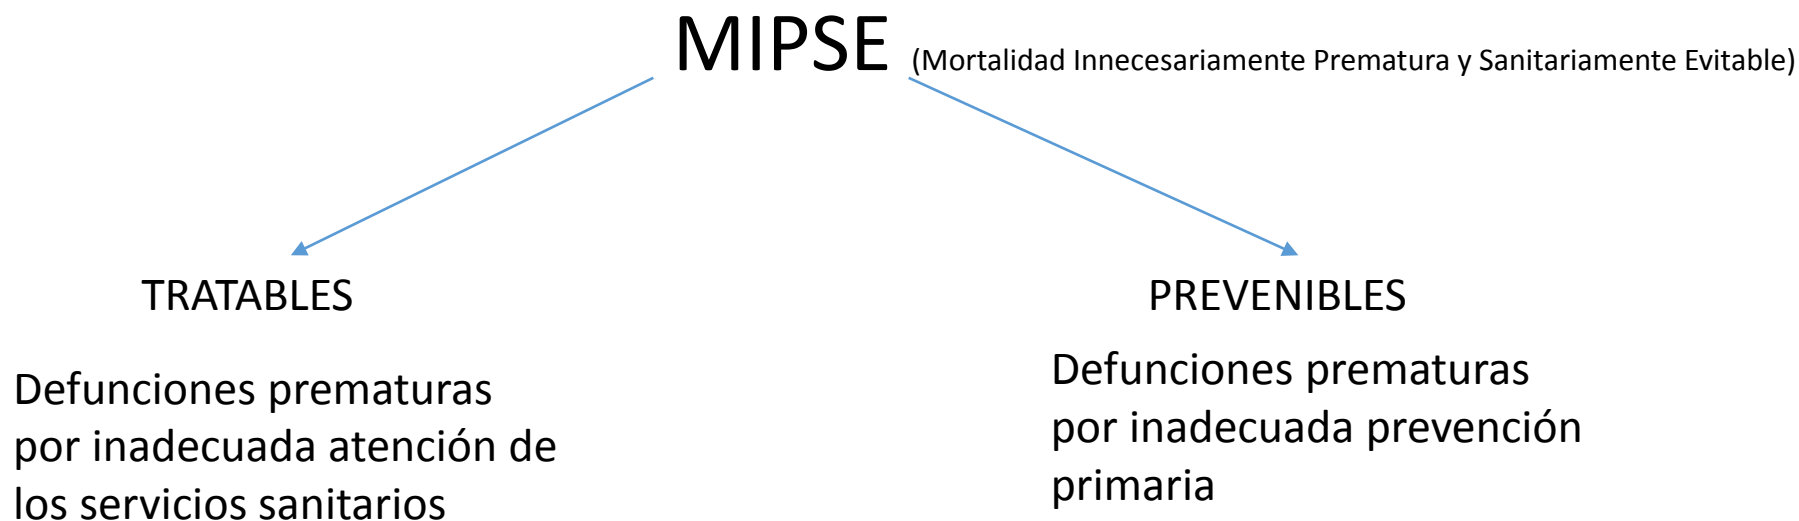 MIPSE (Mortalidad Innecesariamente Prematura y Sanitariamente Evitable)
TRATABLES
Defunciones prematuras
por inadecuada atención de
los servicios sanitarios
PREVENIBLES
Defunciones prematuras
por inadecuada prevención
primaria